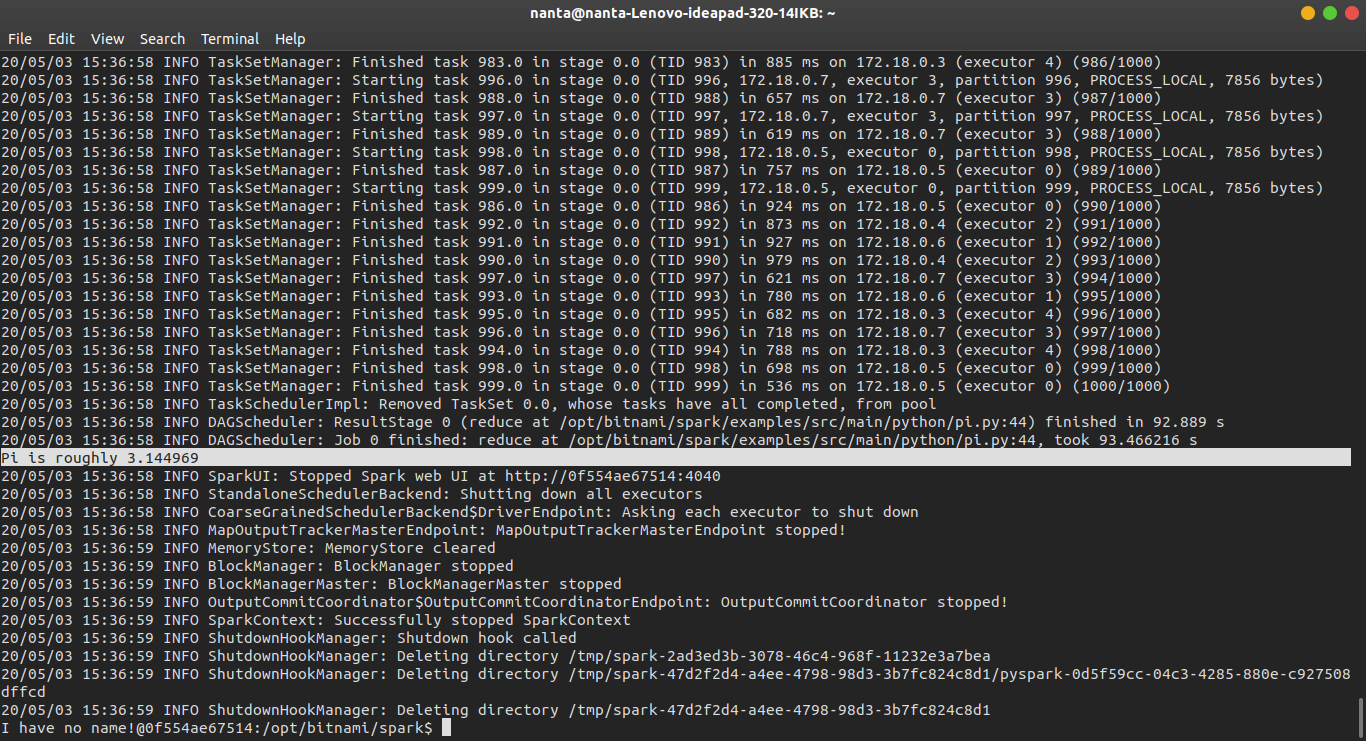 nanta@nanta-Lenovo-ideapad-320-14IKB: ~
File Edit View Search Terminal Help
20/05/03 15:36:58 INFO TaskSetManager: Finished task 983.0 in stage 0.0 (TID 983) in 885 ms on 172.18.0.3 (executor 4) (986/1000)
20/05/03 15:36:58 INFO TaskSetManager: Starting task 996.0 in stage 0.0 (TID 996, 172.18.0.7, executor 3, partition 996, PROCESS_LOCAL, 7856 bytes)
20/05/03 15:36:58 INFO TaskSetManager: Finished task 988.0 in stage 0.0 (TID 988) in 657 ms on 172.18.0.7 (executor 3) (987/1000)
20/05/03 15:36:58 INFO TaskSetManager: Starting task 997.0 in stage 0.0 (TID 997, 172.18.0.7, executor 3, partition 997, PROCESS_LOCAL, 7856 bytes)
20/05/03 15:36:58 INFO TaskSetManager: Finished task 989.0 in stage 0.0 (TID 989) in 619 ms on 172.18.0.7 (executor 3) (988/1000)
20/05/03 15:36:58 INFO TaskSetManager: Starting task 998.0 in stage 0.0 (TID 998, 172.18.0.5, executor 0, partition 998, PROCESS_LOCAL, 7856 bytes)
20/05/03 15:36:58 INFO TaskSetManager: Finished task 987.0 in stage 0.0 (TID 987) in 757 ms on 172.18.0.5 (executor 0) (989/1000)
20/05/03 15:36:58 INFO TaskSetManager: Starting task 999.0 in stage 0.0 (TID 999, 172.18.0.5, executor 0, partition 999, PROCESS_LOCAL, 7856 bytes)
20/05/03 15:36:58 INFO TaskSetManager: Finished task 986.0 in stage 0.0 (TID 986) in 924 ms on 172.18.0.5 (executor 0) (990/1000)
20/05/03 15:36:58 INFO TaskSetManager: Finished task 992.0 in stage 0.0 (TID 992) in 873 ms on 172.18.0.4 (executor 2) (991/1000)
20/05/03 15:36:58 INFO TaskSetManager: Finished task 991.0 in stage 0.0 (TID 991) in 927 ms on 172.18.0.6 (executor 1) (992/1000)
20/05/03 15:36:58 INFO TaskSetManager: Finished task 990.0 in stage 0.0 (TID 990) in 979 ms on 172.18.0.4 (executor 2) (993/1000)
20/05/03 15:36:58 INFO TaskSetManager: Finished task 997.0 in stage 0.0 (TID 997) in 621 ms on 172.18.0.7 (executor 3) (994/1000)
20/05/03 15:36:58 INFO TaskSetManager: Finished task 993.0 in stage 0.0 (TID 993) in 780 ms on 172.18.0.6 (executor 1) (995/1000)
20/05/03 15:36:58 INFO TaskSetManager: Finished task 995.0 in stage 0.0 (TID 995) in 682 ms on 172.18.0.3 (executor 4) (996/1000)
20/05/03 15:36:58 INFO TaskSetManager: Finished task 996.0 in stage 0.0 (TID 996) in 718 ms on 172.18.0.7 (executor 3) (997/1000)
20/05/03 15:36:58 INFO TaskSetManager: Finished task 994.0 in stage 0.0 (TID 994) in 788 ms on 172.18.0.3 (executor 4) (998/1000)
20/05/03 15:36:58 INFO TaskSetManager: Finished task 998.0 in stage 0.0 (TID 998) in 698 ms on 172.18.0.5 (executor 0) (999/1000)
20/05/03 15:36:58 INFO TaskSetManager: Finished task 999.0 in stage 0.0 (TID 999) in 536 ms on 172.18.0.5 (executor 0) (1000/1000)
20/05/03 15:36:58 INFO TaskSchedulerImpl: Removed TaskSet 0.0, whose tasks have all completed, from pool
20/05/03 15:36:58 INFO DAGScheduler: ResultStage 0 (reduce at /opt/bitnami/spark/examples/src/main/python/pi.py:44) finished in 92.889 s
20/05/03 15:36:58 INFO DAGScheduler: Job 0 finished: reduce at /opt/bitnami/spark/examples/src/main/python/pi.py:44, took 93.466216 s
Pi is roughly 3.144969
20/05/03 15:36:58 INFO SparkUI: Stopped Spark web UI at http://0f554ae67514:4040
20/05/03 15:36:58 INFO StandaloneSchedulerBackend: Shutting down all executors
20/05/03 15:36:58 INFO CoarseGrainedSchedulerBackend$DriverEndpoint: Asking each executor to shut down
20/05/03 15:36:58 INFO MapOutputTrackerMasterEndpoint: MapOutputTrackerMasterEndpoint stopped!
20/05/03 15:36:59 INFO MemoryStore: MemoryStore cleared
20/05/03 15:36:59 INFO BlockManager: BlockManager stopped
20/05/03 15:36:59 INFO BlockManagerMaster: BlockManagerMaster stopped
20/05/03 15:36:59 INFO OutputCommitCoordinator$OutputCommitCoordinatorEndpoint: OutputCommitCoordinator stopped!
20/05/03 15:36:59 INFO SparkContext: Successfully stopped SparkContext
20/05/03 15:36:59 INFO ShutdownHookManager: Shutdown hook called
20/05/03 15:36:59 INFO ShutdownHookManager: Deleting directory /tmp/spark-2ad3ed3b-3078-46c4-968f-11232e3a7bea
20/05/03 15:36:59 INFO ShutdownHookManager: Deleting directory /tmp/spark-47d2f2d4-a4ee-4798-98d3-3b7fc824c8d1/pyspark-0d5f59cc-04c3-4285-880e-c927508
dffcd
20/05/03 15:36:59 INFO ShutdownHookManager: Deleting directory /tmp/spark-47d2f2d4-a4ee-4798-98d3-3b7fc824c8d1
I have no name!@0f554ae67514:/opt/bitnami/spark$